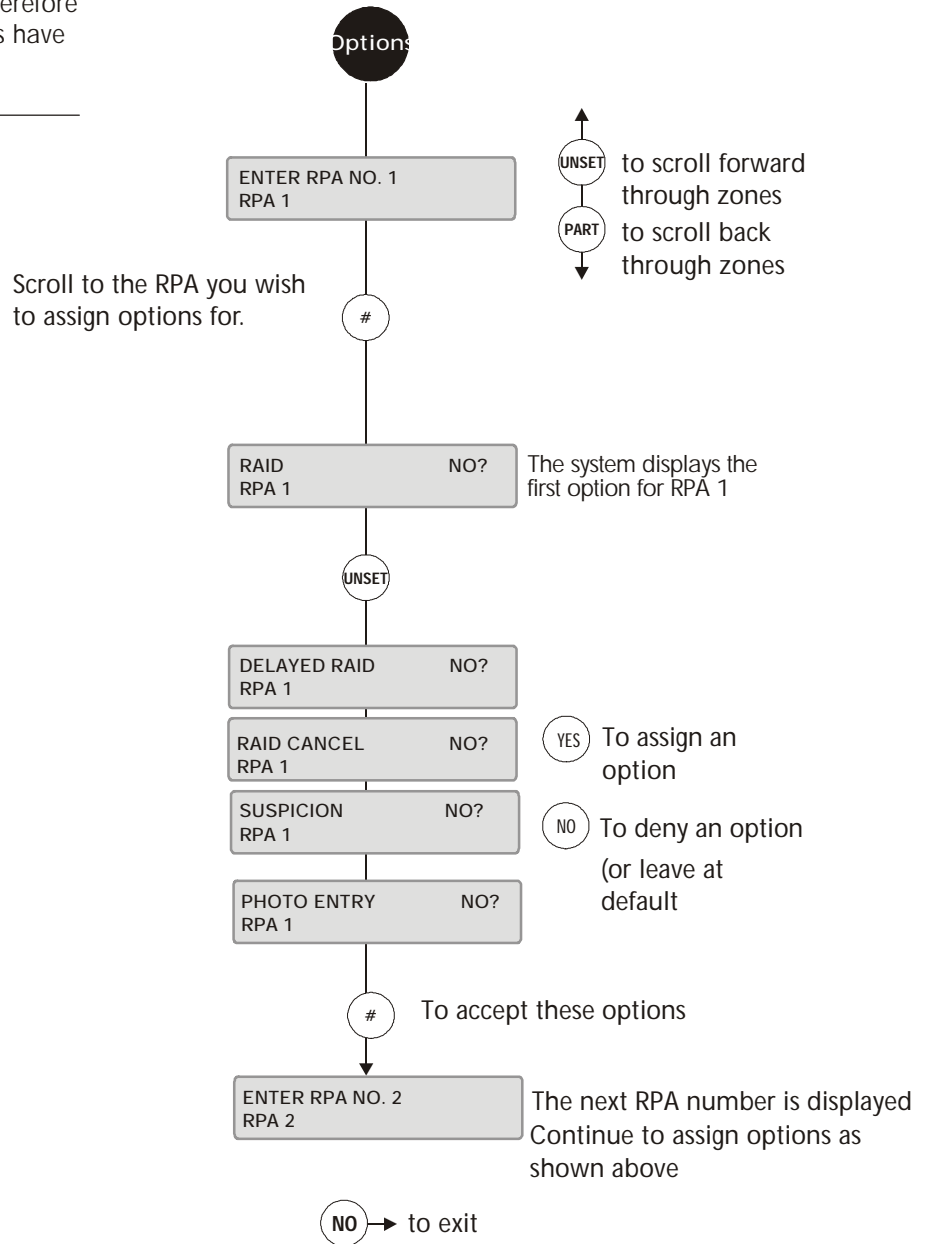 erefore
s have
Options
ENTER RPA NO. 1
RPA 1
UNSET
to scroll forward
through zones
PART
to scroll back
through zones
Scroll to the RPA you wish
to assign options for.
#
RAID NO?
RPA 1
The system displays the
first option for RPA 1
UNSET
DELAYED RAID NO?
RPA 1
RAID CANCEL NO?
RPA 1
YES To assign an
option
SUSPICION NO?
RPA 1
NO To deny an option
(or leave at
default
PHOTO ENTRY NO?
RPA 1
# To accept these options
ENTER RPA NO. 2
RPA 2
The next RPA number is displayed
Continue to assign options as
shown above
NO to exit